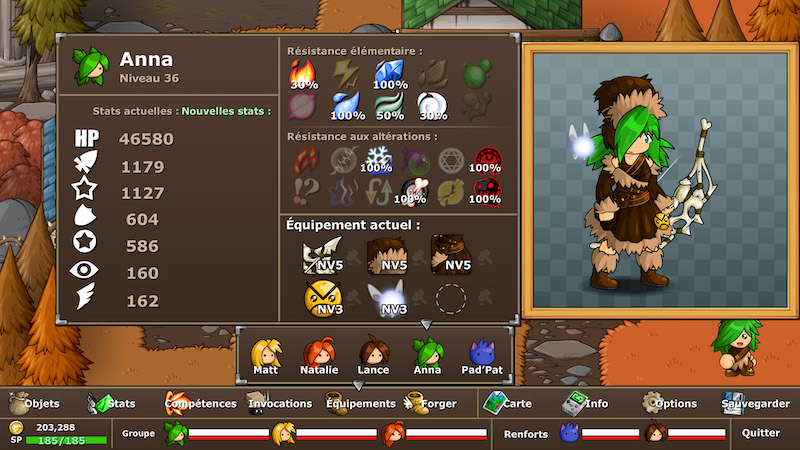 Anna
Niveau 36
Stats actuelles : Nouvelles stats :
HP 46580
1179
1127
604
586
160
162
Résistance élémentaire :
30% 100%
100% 50% 30%
Résistance aux altérations :
100% 100%
100% 100%
Équipement actuel :
NV5 NV5 NV5
NV3 NV3
Matt Natalie Lance Anna Pad'Pat
Objets Stats Compétences Invocations Équipements Forger Carte Info Options Sauvegarder
203,288
SP 185/185
Groupe Renforts Quitter